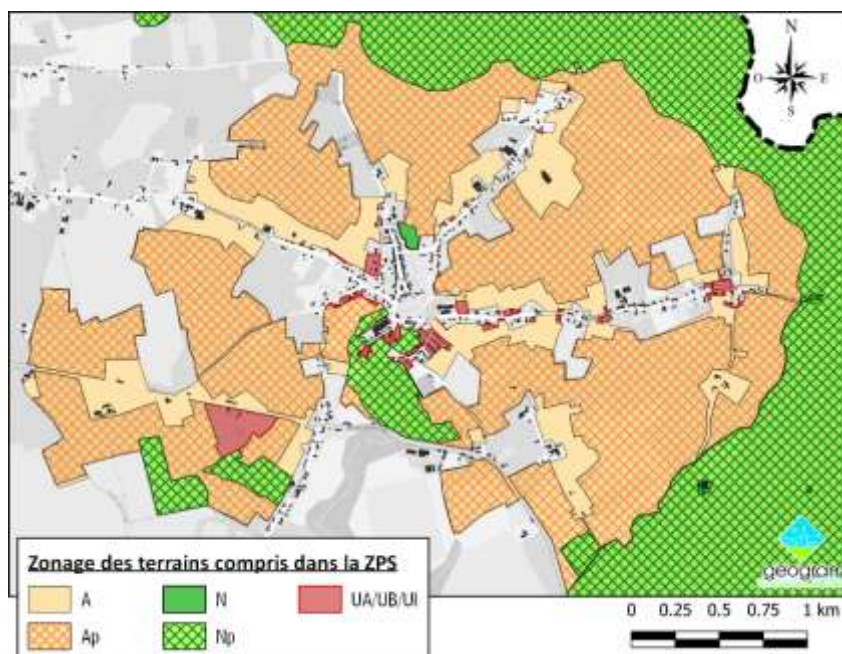 N
O E
S
geogram
Zonage des terrains compris dans la ZPS
A N UA/UB/UI
Ap Np
0 0.25 0.5 0.75 1 km